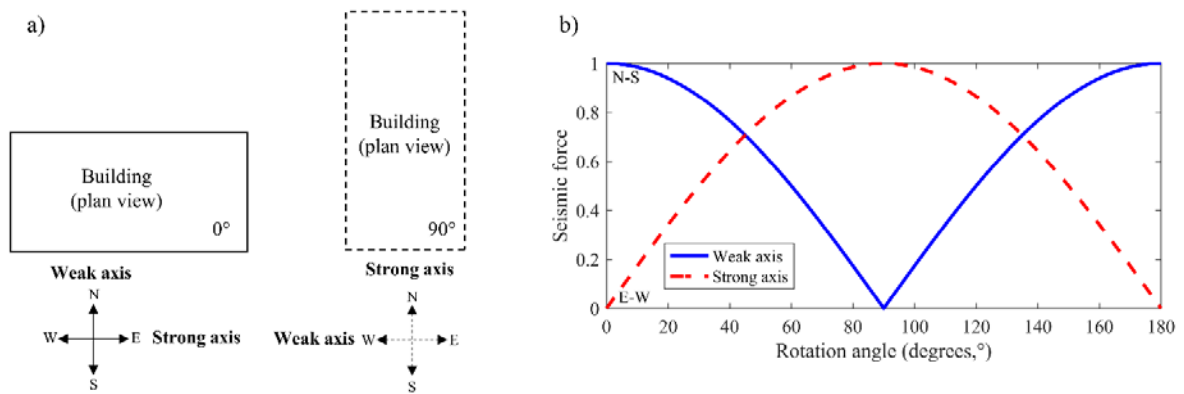 a)
Building
(plan view)
0°
Weak axis
N
W
E
Strong axis
S
Building
(plan view)
90°
Strong axis
N
Weak axis
W
E
S
b)
1
0.8
0.6
0.4
0.2
0
Seismic force
N-S
E-W
Weak axis
Strong axis
0 20 40 60 80 100 120 140 160 180
Rotation angle (degrees,°)